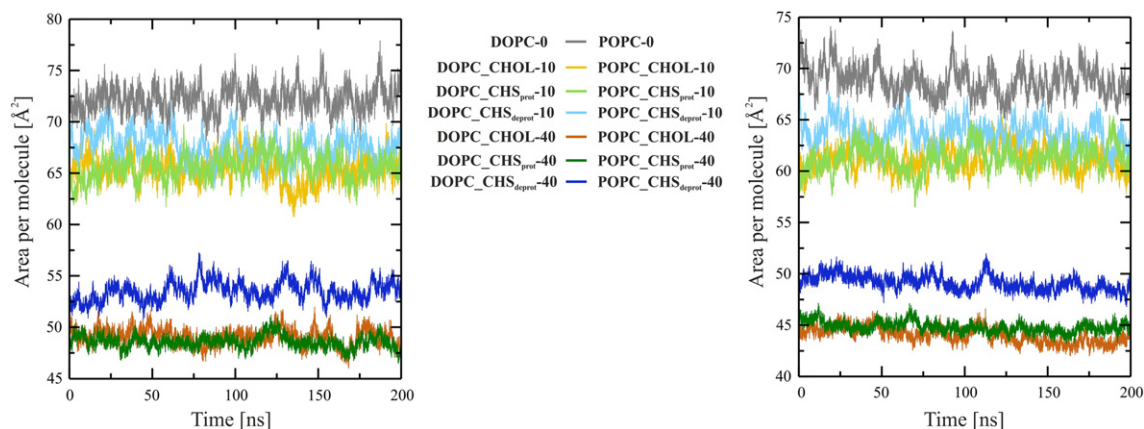 80
75
70
65
60
55
50
45
0
50
100
150
200
Area per molecule [Å²]
Time [ns]
DOPC-0 POPC-0
DOPC_CHOL-10 POPC_CHOL-10
DOPC_CHSprot-10 POPC_CHSprot-10
DOPC_CHSdeprot-10 POPC_CHSdeprot-10
DOPC_CHOL-40 POPC_CHOL-40
DOPC_CHSprot-40 POPC_CHSprot-40
DOPC_CHSdeprot-40 POPC_CHSdeprot-40
75
70
65
60
55
50
45
40
0
50
100
150
200
Area per molecule [Å²]
Time [ns]